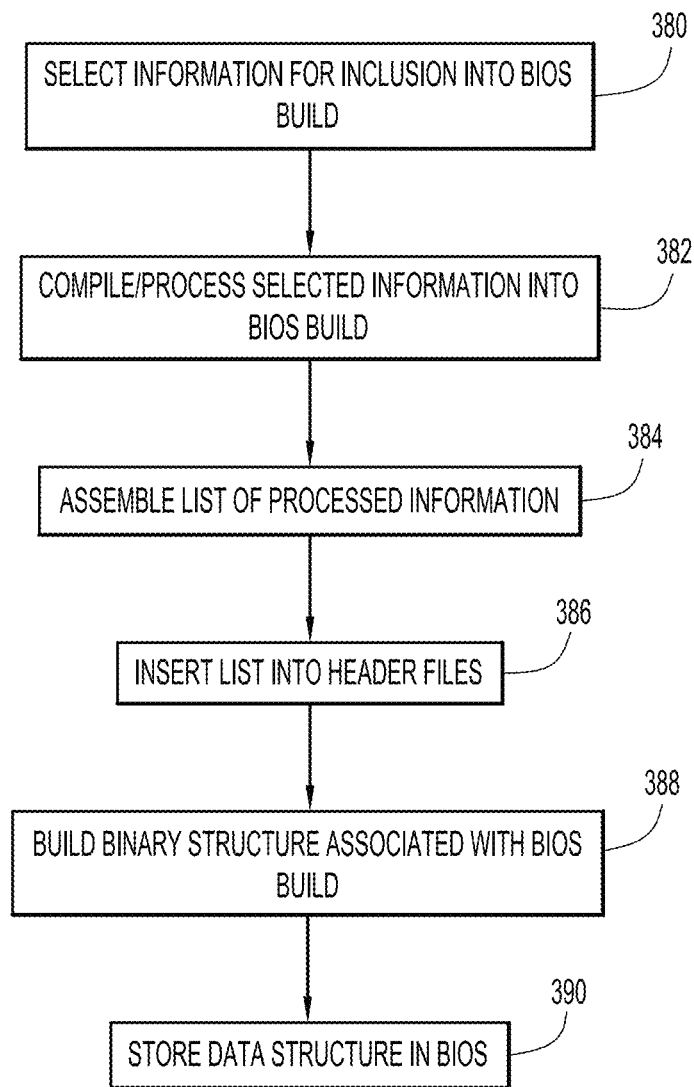 380
SELECT INFORMATION FOR INCLUSION INTO BIOS
BUILD
382
COMPILE/PROCESS SELECTED INFORMATION INTO
BIOS BUILD
384
ASSEMBLE LIST OF PROCESSED INFORMATION
386
INSERT LIST INTO HEADER FILES
388
BUILD BINARY STRUCTURE ASSOCIATED WITH BIOS
BUILD
390
STORE DATA STRUCTURE IN BIOS